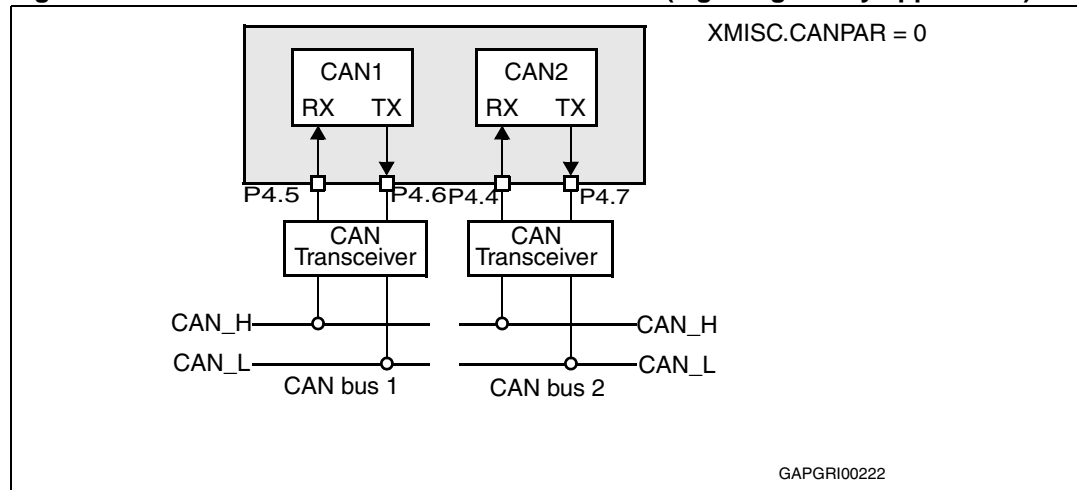 XMISC.CANPAR = 0
CAN1 CAN2
RX TX RX TX
P4.5 P4.6 P4.4 P4.7
CAN CAN
Transceiver Transceiver
CAN_H CAN_H
CAN_L CAN_L
CAN bus 1 CAN bus 2
GAPGRI00222